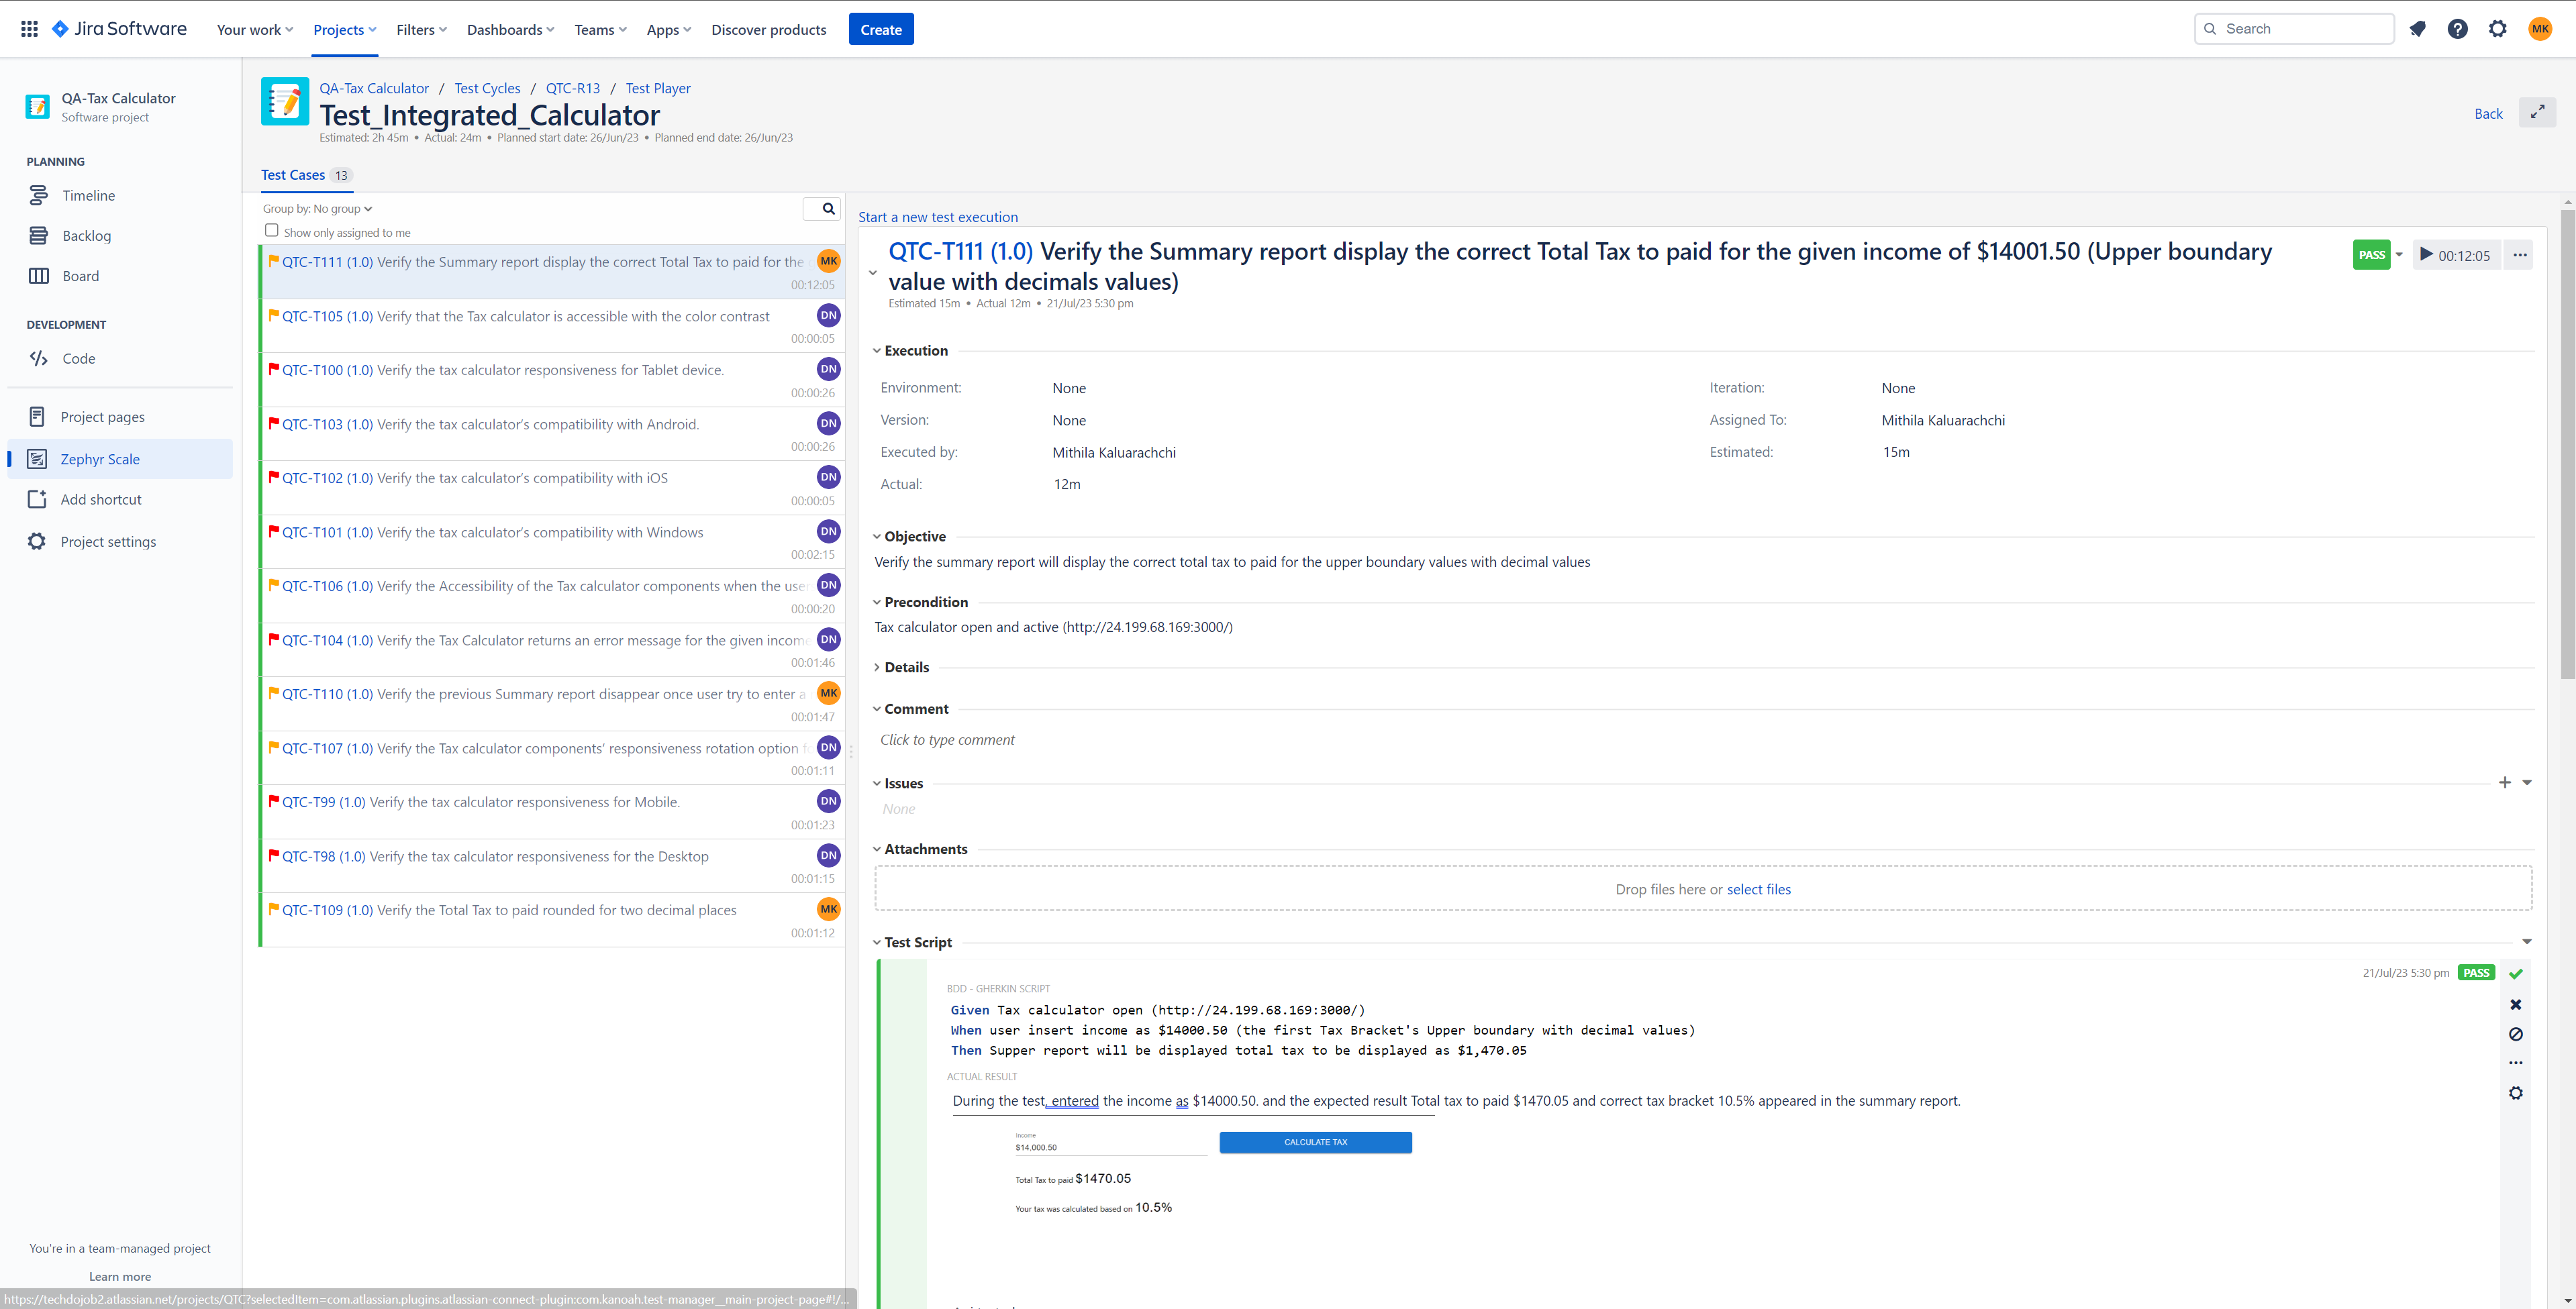 Jira Software
Your work
Projects
Filters
Dashboards
Teams
Apps
Discover products
Create
Search
MK
QA-Tax Calculator
Software project
PLANNING
Timeline
Backlog
Board
DEVELOPMENT
Code
Project pages
Zephyr Scale
Add shortcut
Project settings
You're in a team-managed project
Learn more
https://techdojob2.atlassian.net/projects/QTC?selectedItem=com.atlassian.plugins.atlassian-connect-plugin:com.kanoah.test-manager__main-project-page#!/...
QA-Tax Calculator / Test Cycles / QTC-R13 / Test Player
Test_Integrated_Calculator
Estimated: 2h 45m • Actual: 24m • Planned start date: 26/Jun/23 • Planned end date: 26/Jun/23
Back
Test Cases 13
Group by: No group
Show only assigned to me
QTC-T111 (1.0) Verify the Summary report display the correct Total Tax to paid for the MK
00:12:05
QTC-T105 (1.0) Verify that the Tax calculator is accessible with the color contrast DN
00:00:05
QTC-T100 (1.0) Verify the tax calculator responsiveness for Tablet device. DN
00:00:26
QTC-T103 (1.0) Verify the tax calculator's compatibility with Android. DN
00:00:26
QTC-T102 (1.0) Verify the tax calculator's compatibility with iOS DN
00:00:05
QTC-T101 (1.0) Verify the tax calculator's compatibility with Windows DN
00:02:15
QTC-T106 (1.0) Verify the Accessibility of the Tax calculator components when the user DN
00:00:20
QTC-T104 (1.0) Verify the Tax Calculator returns an error message for the given income DN
00:01:46
QTC-T110 (1.0) Verify the previous Summary report disappear once user try to enter a MK
00:01:47
QTC-T107 (1.0) Verify the Tax calculator components' responsiveness rotation option DN
00:01:11
QTC-T99 (1.0) Verify the tax calculator responsiveness for Mobile. DN
00:01:23
QTC-T98 (1.0) Verify the tax calculator responsiveness for the Desktop DN
00:01:15
QTC-T109 (1.0) Verify the Total Tax to paid rounded for two decimal places MK
00:01:12
Start a new test execution
QTC-T111 (1.0) Verify the Summary report display the correct Total Tax to paid for the given income of $14001.50 (Upper boundary
value with decimals values)
PASS
00:12:05
Estimated 15m • Actual 12m • 21/Jul/23 5:30 pm
Execution
Environment: None
Iteration: None
Version: None
Assigned To: Mithila Kaluarachchi
Executed by: Mithila Kaluarachchi
Estimated: 15m
Actual: 12m
Objective
Verify the summary report will display the correct total tax to paid for the upper boundary values with decimal values
Precondition
Tax calculator open and active (http://24.199.68.169:3000/)
Details
Comment
Click to type comment
Issues
None
Attachments
Drop files here or select files
Test Script
21/Jul/23 5:30 pm PASS
BDD - GHERKIN SCRIPT
Given Tax calculator open (http://24.199.68.169:3000/)
When user insert income as $14000.50 (the first Tax Bracket's Upper boundary with decimal values)
Then Supper report will be displayed total tax to be displayed as $1,470.05
ACTUAL RESULT
During the test, entered the income as $14000.50. and the expected result Total tax to paid $1470.05 and correct tax bracket 10.5% appeared in the summary report.
Income
$14,000.50
CALCULATE TAX
Total Tax to paid $1470.05
Your tax was calculated based on 10.5%